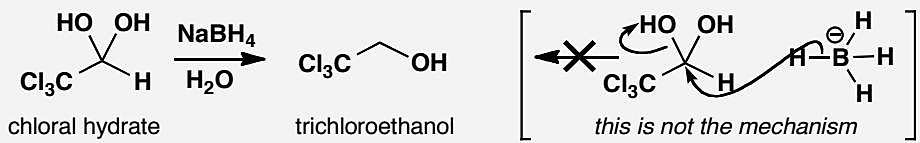 HO OH
NaBH4
H2O
Cl3C
H
chloral hydrate
Cl3C
OH
trichloroethanol
HO OH
Cl3C
H
H
⊖
H B H
H
this is not the mechanism